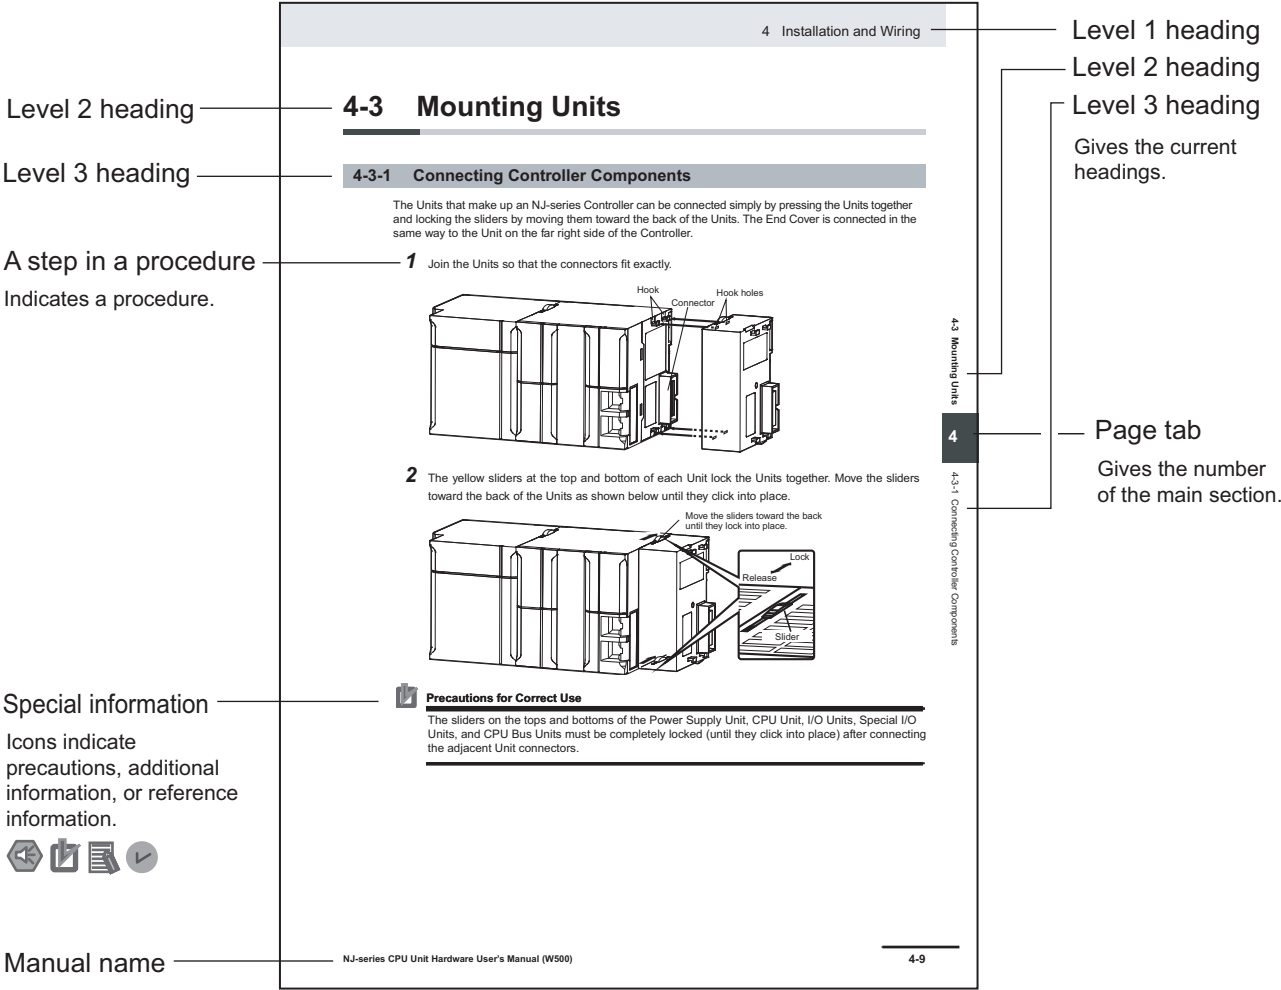 4 Installation and Wiring
Level 1 heading
Level 2 heading
Level 3 heading
Gives the current
headings.
Level 2 heading
4-3 Mounting Units
Level 3 heading
4-3-1 Connecting Controller Components
The Units that make up an NJ-series Controller can be connected simply by pressing the Units together
and locking the sliders by moving them toward the back of the Units. The End Cover is connected in the
same way to the Unit on the far right side of the Controller.
A step in a procedure
Indicates a procedure.
1 Join the Units so that the connectors fit exactly.
Hook
Connector
Hook holes
4-3 Mounting Units
4
Page tab
Gives the number
of the main section.
4-3-1 Connecting Controller Components
2 The yellow sliders at the top and bottom of each Unit lock the Units together. Move the sliders
toward the back of the Units as shown below until they click into place.
Move the sliders toward the back
until they lock into place.
Lock
Release
Slider
Special information
Icons indicate
precautions, additional
information, or reference
information.
Precautions for Correct Use
The sliders on the tops and bottoms of the Power Supply Unit, CPU Unit, I/O Units, Special I/O
Units, and CPU Bus Units must be completely locked (until they click into place) after connecting
the adjacent Unit connectors.
Manual name
NJ-series CPU Unit Hardware User's Manual (W500)
4-9